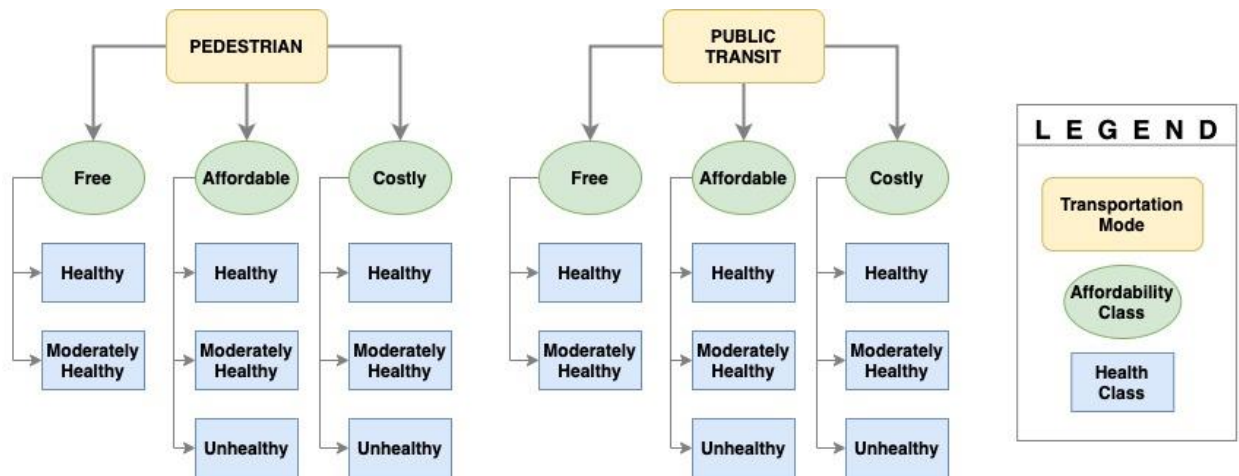 PEDESTRIAN
PUBLIC
TRANSIT
L E G E N D
Free
Affordable
Costly
Free
Affordable
Costly
Transportation
Mode
Healthy
Healthy
Healthy
Healthy
Healthy
Healthy
Affordability
Class
Moderately
Healthy
Moderately
Healthy
Moderately
Healthy
Moderately
Healthy
Moderately
Healthy
Moderately
Healthy
Health
Class
Unhealthy
Unhealthy
Unhealthy
Unhealthy